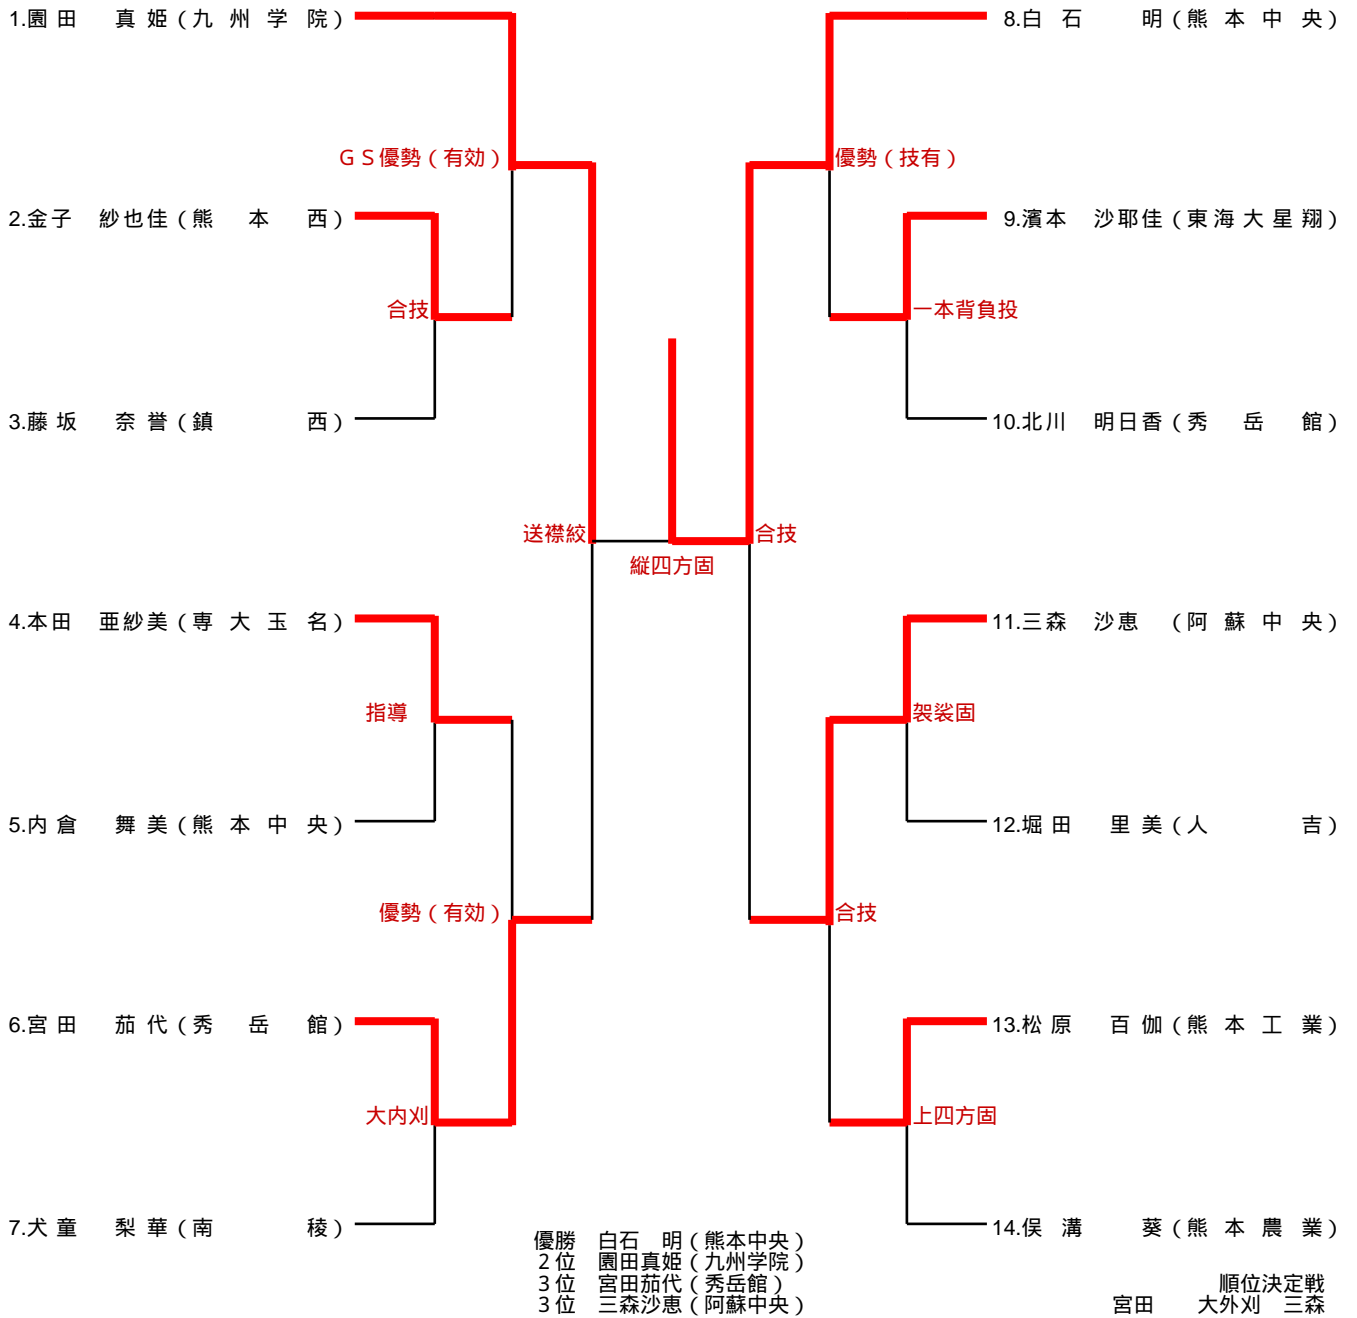 1.園田　真姫(九州学院)
GS優勢(有効)
2.金子　紗也佳(熊本西)
合技
3.藤坂　奈誉(鎮西)
送襟絞
4.本田　亜紗美(専大玉名)
指導
5.内倉　舞美(熊本中央)
優勢(有効)
6.宮田　茄代(秀岳館)
大内刈
7.犬童　梨華(南稜)
縦四方固
8.白石　明(熊本中央)
優勢(技有)
9.濱本　沙耶佳(東海大星翔)
一本背負投
10.北川　明日香(秀岳館)
合技
11.三森　沙恵(阿蘇中央)
袈裟固
12.堀田　里美(人吉)
合技
13.松原　百伽(熊本工業)
上四方固
14.俣溝　葵(熊本農業)
優勝　白石　明(熊本中央)
2位　園田真姫(九州学院)
3位　宮田茄代(秀岳館)
3位　三森沙恵(阿蘇中央)
順位決定戦
宮田　大外刈　三森